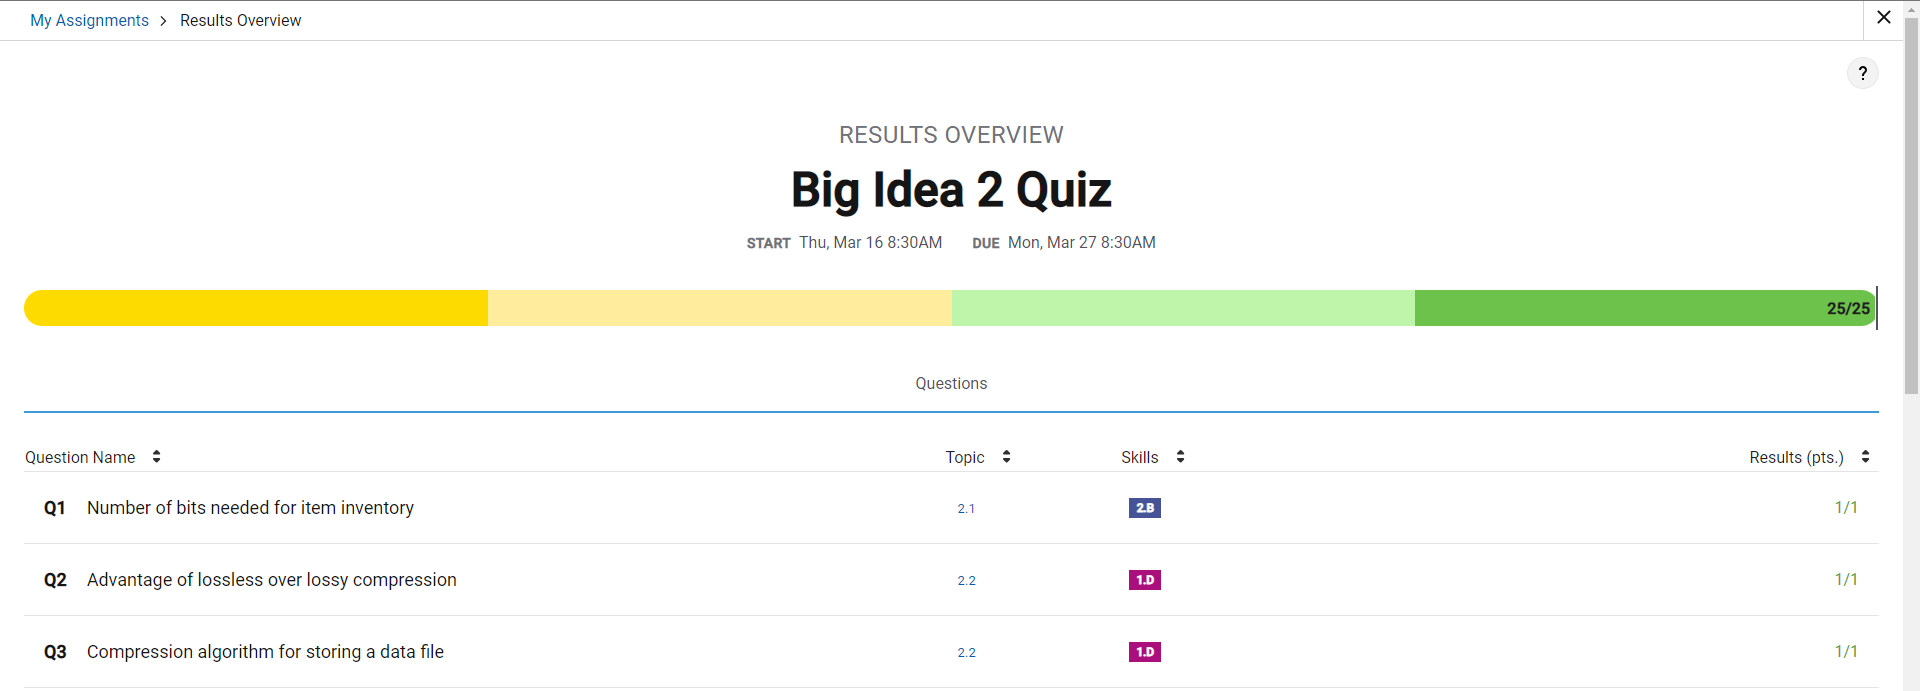 My Assignments > Results Overview
?
RESULTS OVERVIEW
Big Idea 2 Quiz
START Thu, Mar 16 8:30AM DUE Mon, Mar 27 8:30AM
25/25
Questions
Question Name Topic Skills Results (pts.)
Q1 Number of bits needed for item inventory 2.1 2.B 1/1
Q2 Advantage of lossless over lossy compression 2.2 1.D 1/1
Q3 Compression algorithm for storing a data file 2.2 1.D 1/1